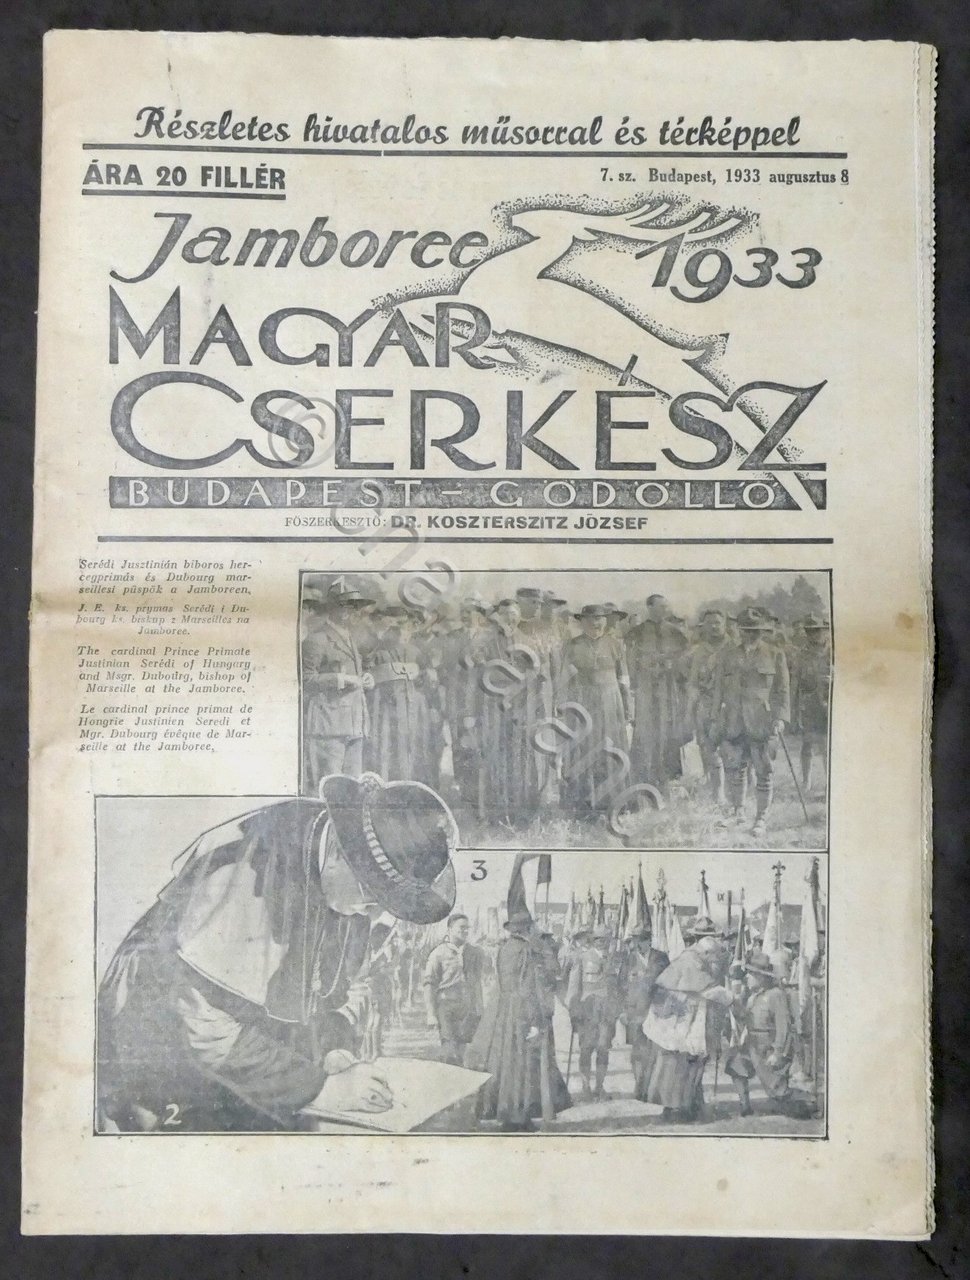 Részletes hivatalos műsorral és térképpel
ÁRA 20 FILLÉR
7. sz. Budapest, 1933 augusztus 8
Jamboree 1933
MAGYAR
CSERKÉSZ
BUDAPEST - GÖDÖLLŐ
FŐSZERKESZTŐ: DR. KOSZTERSZITZ JÓZSEF
Serédi Jusztinián bíboros her-
cegprímás és Dubourg mar-
seillesi püspök a Jamboreen.
J. E. ks. prymas Serédi i Du-
bourg ks. biskup z Marseilles na
Jamboree.
The cardinal Prince Primate
Justinian Serédi of Hungary
and Msgr. Dubourg, bishop of
Marseille at the Jamboree.
Le cardinal prince primat de
Hongrie Justinien Seredi et
Mgr. Dubourg évêque de Mar-
seille at the Jamboree,
1
3
2